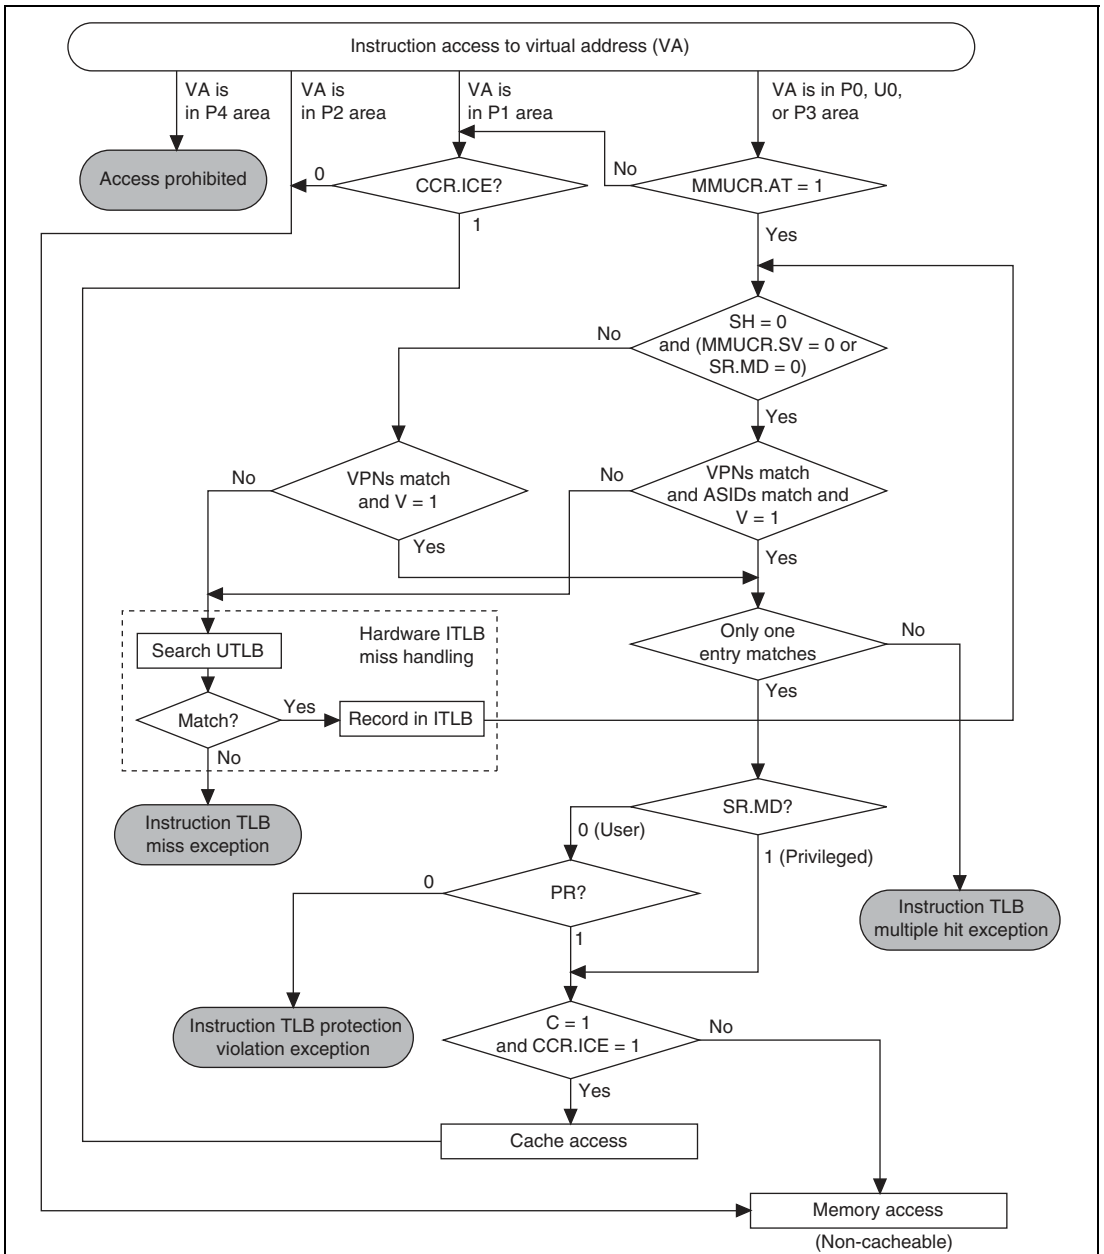 Instruction access to virtual address (VA)
VA is
in P4 area
VA is
in P2 area
VA is
in P1 area
VA is in P0, U0,
or P3 area
Access prohibited
0
CCR.ICE?
1
No
MMUCR.AT = 1
Yes
No
SH = 0
and (MMUCR.SV = 0 or
SR.MD = 0)
Yes
No
VPNs match
and V = 1
Yes
No
VPNs match
and ASIDs match and
V = 1
Yes
Hardware ITLB
miss handling
Search UTLB
Match?
Yes
Record in ITLB
No
Instruction TLB
miss exception
Only one
entry matches
No
Yes
SR.MD?
0 (User)
1 (Privileged)
0
PR?
1
Instruction TLB
multiple hit exception
Instruction TLB protection
violation exception
C = 1
and CCR.ICE = 1
No
Yes
Cache access
Memory access
(Non-cacheable)